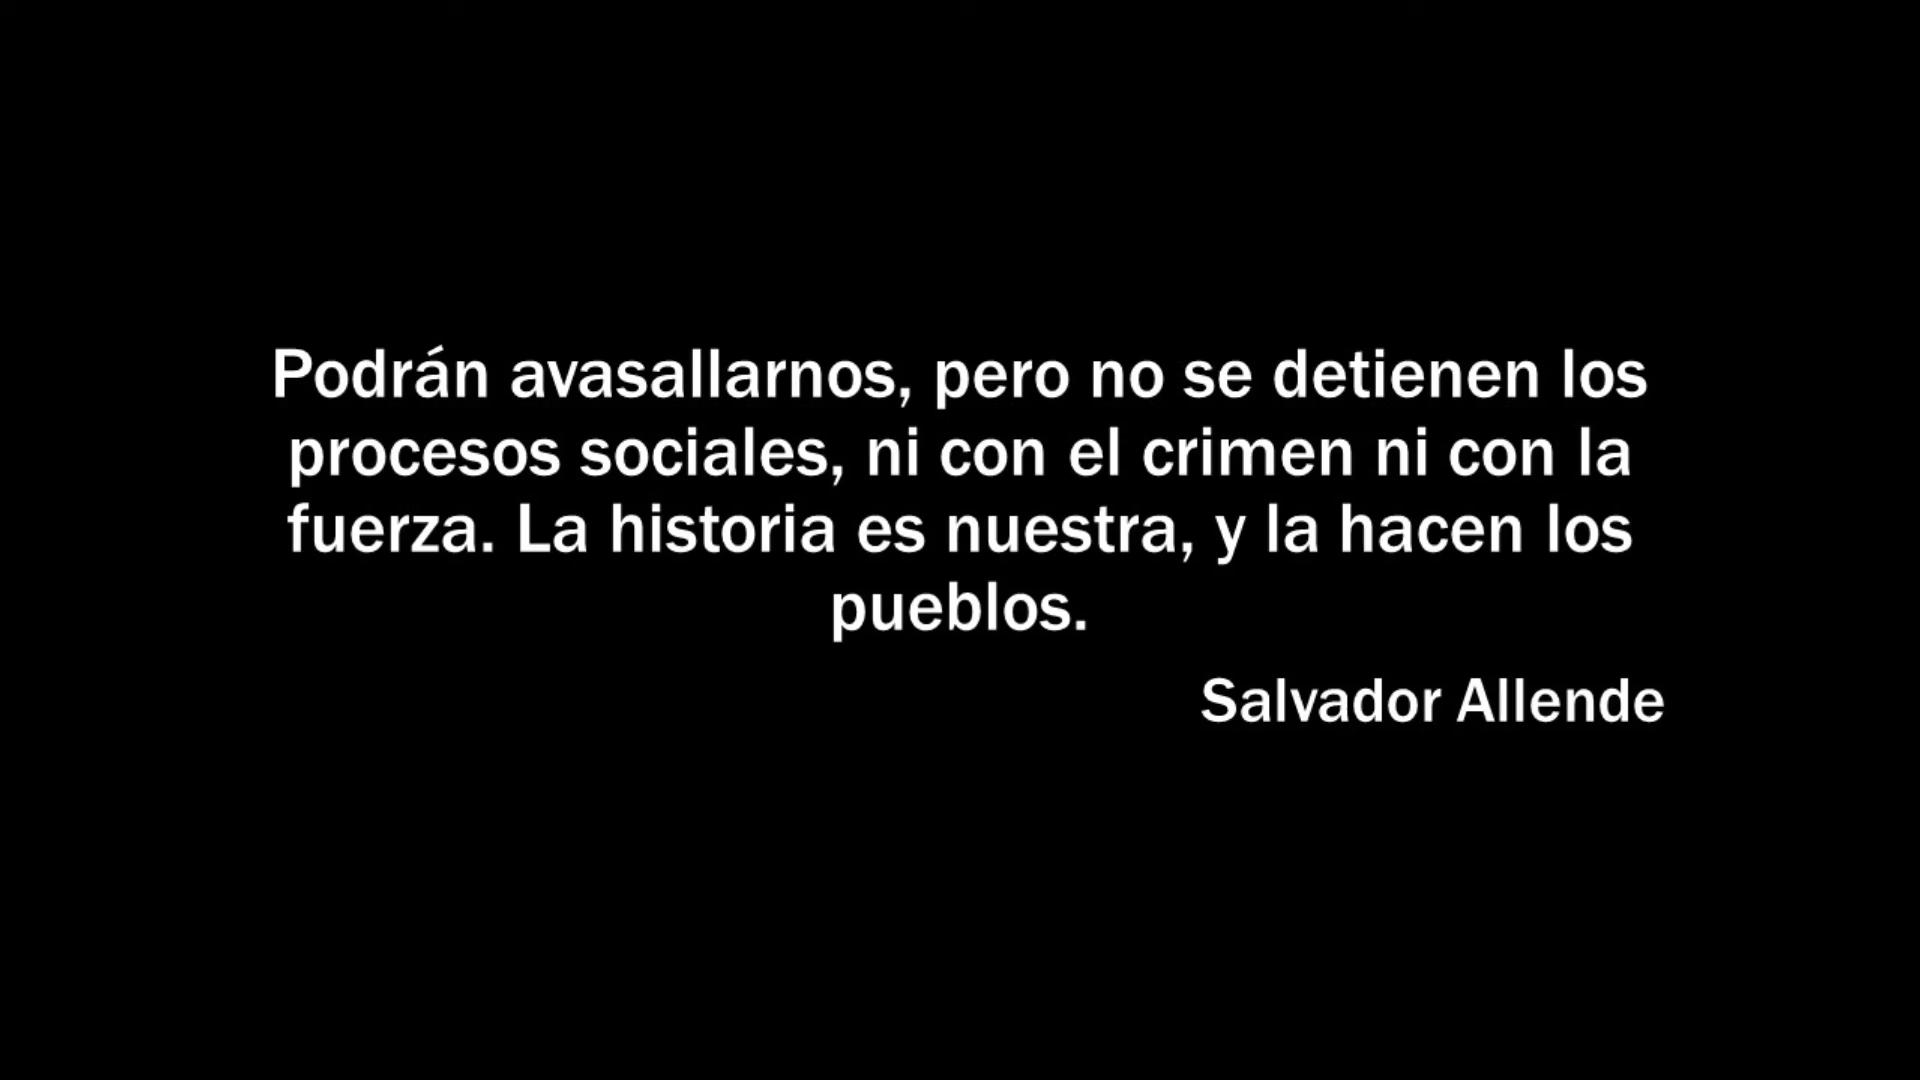 Podrán avasallarnos, pero no se detienen los
procesos sociales, ni con el crimen ni con la
fuerza. La historia es nuestra, y la hacen los
pueblos.
Salvador Allende